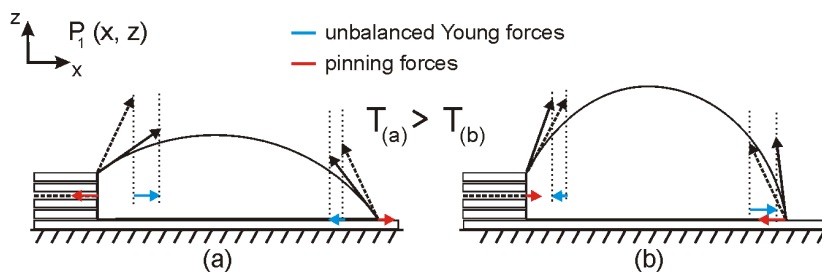 z
P1 (x, z)
x
unbalanced Young forces
pinning forces
T(a) > T(b)
(a)
(b)